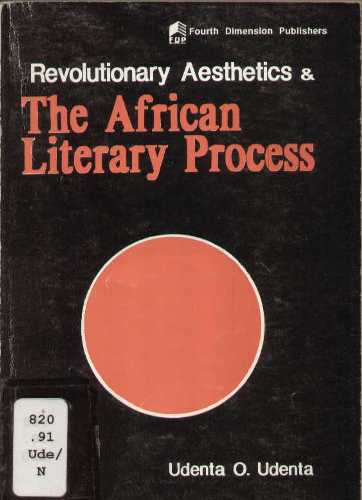 FDP
Fourth Dimension Publishers
Revolutionary Aesthetics &
The African
Literary Process
820
.91
Ude/
N
Udenta O. Udenta